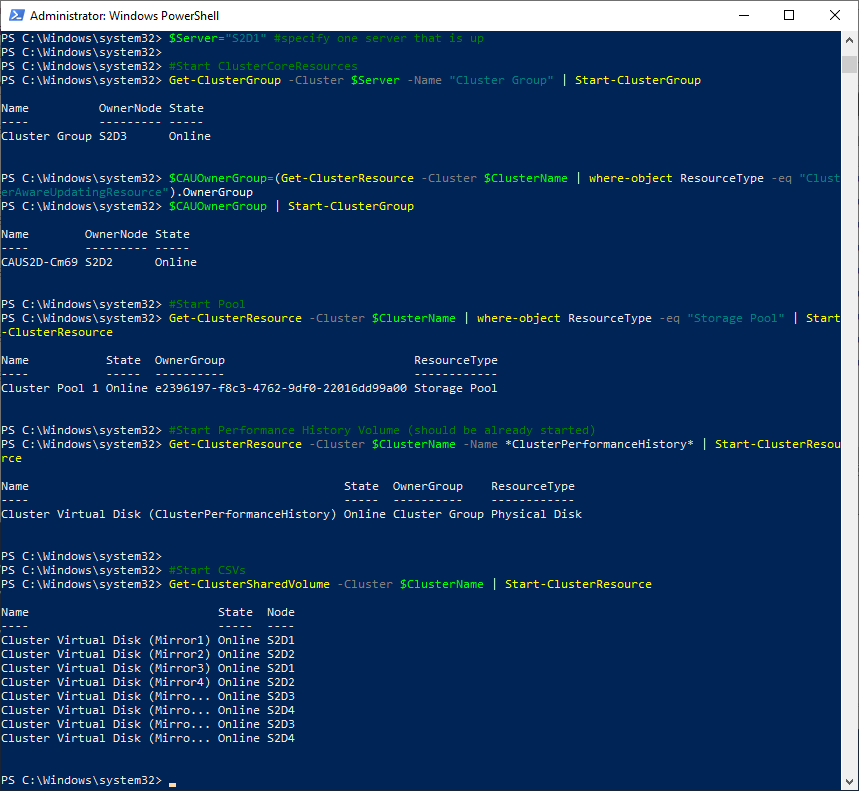 Administrator: Windows PowerShell
PS C:\Windows\system32> $Server="S2D1" #specify one server that is up
PS C:\Windows\system32>
PS C:\Windows\system32> #Start ClusterCoreResources
PS C:\Windows\system32> Get-ClusterGroup -Cluster $Server -Name "Cluster Group" | Start-ClusterGroup
Name          OwnerNode State
----          --------- -----
Cluster Group S2D3      Online
PS C:\Windows\system32> $CAUOwnerGroup=(Get-ClusterResource -Cluster $ClusterName | where-object ResourceType -eq "Clust
erAwareUpdatingResource").OwnerGroup
PS C:\Windows\system32> $CAUOwnerGroup | Start-ClusterGroup
Name        OwnerNode State
----        --------- -----
CAUS2D-Cm69 S2D2      Online
PS C:\Windows\system32> #Start Pool
PS C:\Windows\system32> Get-ClusterResource -Cluster $ClusterName | where-object ResourceType -eq "Storage Pool" | Start
-ClusterResource
Name           State  OwnerGroup                           ResourceType
----           -----  ----------                           ------------
Cluster Pool 1 Online e2396197-f8c3-4762-9df0-22016dd99a00 Storage Pool
PS C:\Windows\system32> #Start Performance History Volume (should be already started)
PS C:\Windows\system32> Get-ClusterResource -Cluster $ClusterName -Name *ClusterPerformanceHistory* | Start-ClusterResou
rce
Name                                             State  OwnerGroup    ResourceType
----                                             -----  ----------    ------------
Cluster Virtual Disk (ClusterPerformanceHistory) Online Cluster Group Physical Disk
PS C:\Windows\system32>
PS C:\Windows\system32> #Start CSVs
PS C:\Windows\system32> Get-ClusterSharedVolume -Cluster $ClusterName | Start-ClusterResource
Name                           State  Node
----                           -----  ----
Cluster Virtual Disk (Mirror1) Online S2D1
Cluster Virtual Disk (Mirror2) Online S2D2
Cluster Virtual Disk (Mirror3) Online S2D1
Cluster Virtual Disk (Mirror4) Online S2D2
Cluster Virtual Disk (Mirro... Online S2D3
Cluster Virtual Disk (Mirro... Online S2D4
Cluster Virtual Disk (Mirro... Online S2D3
Cluster Virtual Disk (Mirro... Online S2D4
PS C:\Windows\system32>